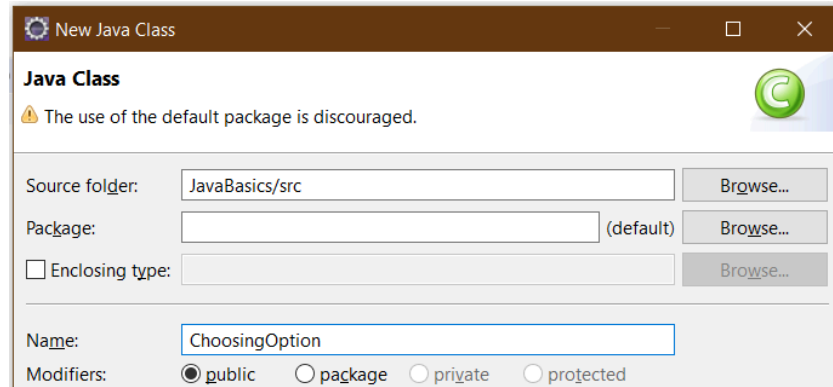 New Java Class
Java Class
The use of the default package is discouraged.
C
Source folder: JavaBasics/src Browse...
Package: (default) Browse...
Enclosing type: Browse...
Name: ChoosingOption
Modifiers: public package private protected